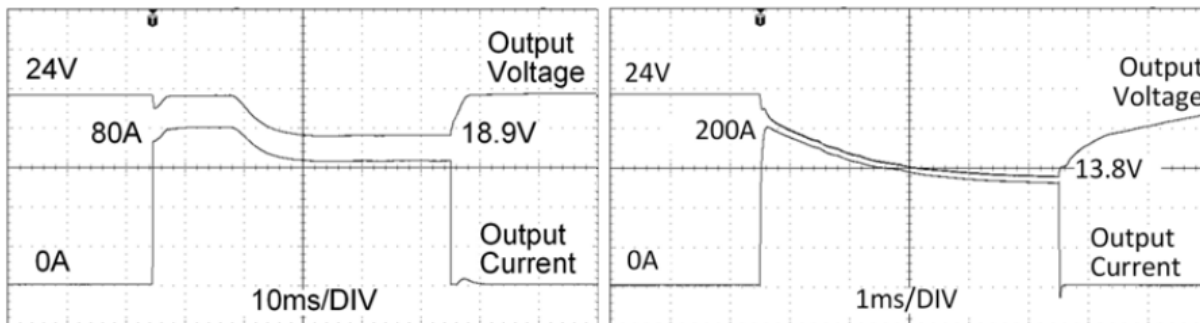 24V
Output
Voltage
80A
18.9V
0A
Output
Current
10ms/DIV
24V
Output
Voltage
200A
13.8V
0A
Output
Current
1ms/DIV